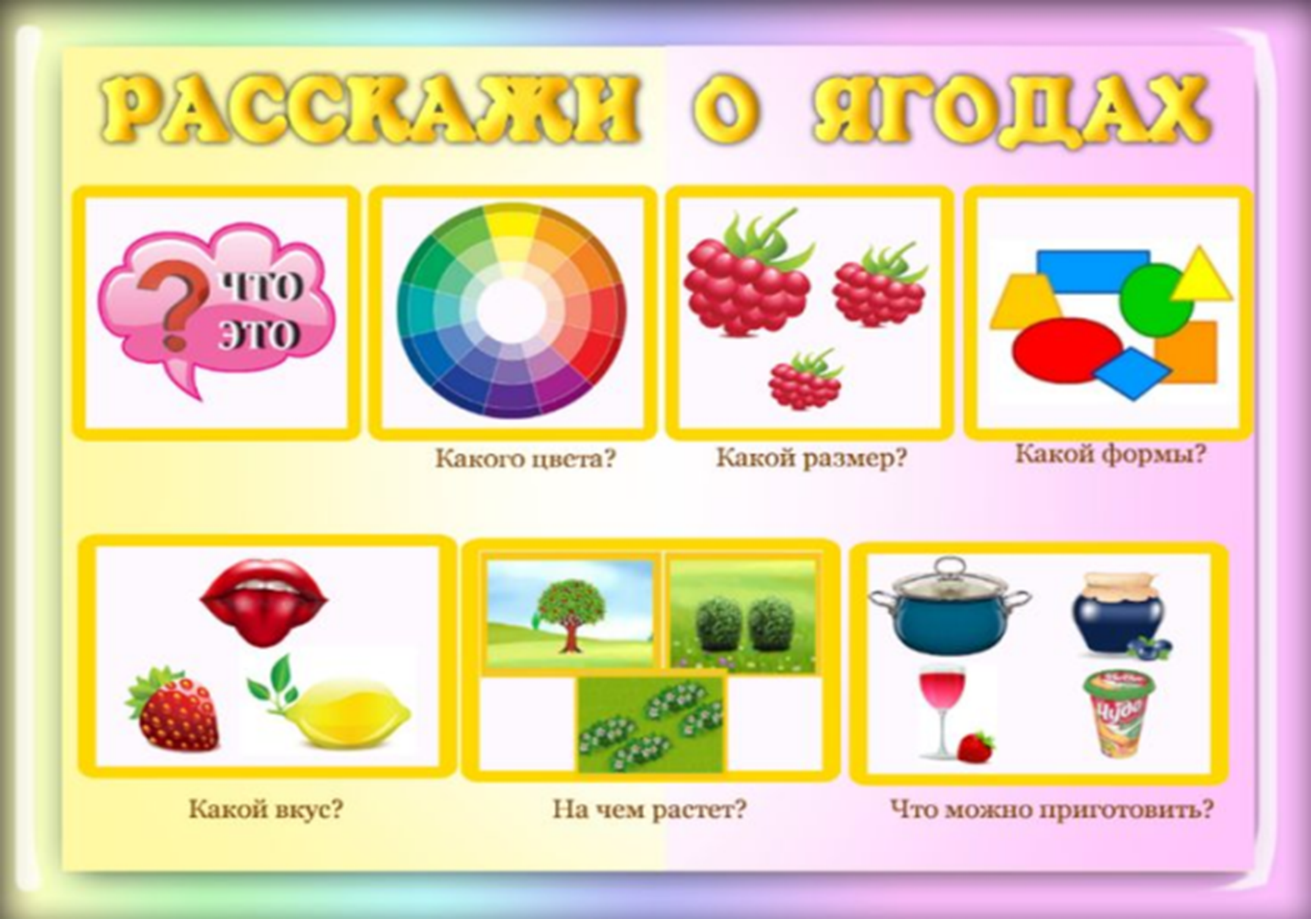 РАССКАЖИ О ЯГОДАХ
? ЧТО
ЭТО
Какого цвета?
Какой размер?
Какой формы?
Чудо
Какой вкус?
На чем растет?
Что можно приготовить?